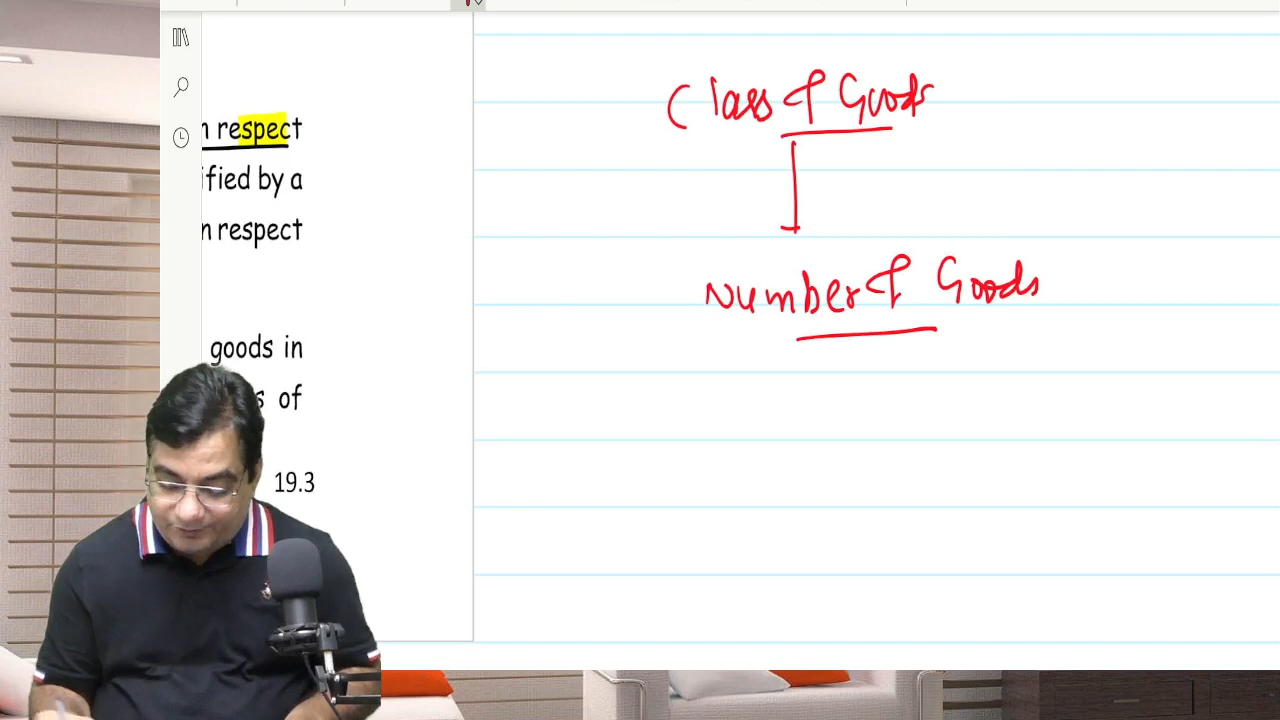 n respect
ified by a
n respect
goods in
s of
19.3
Class of Goods
Number of Goods